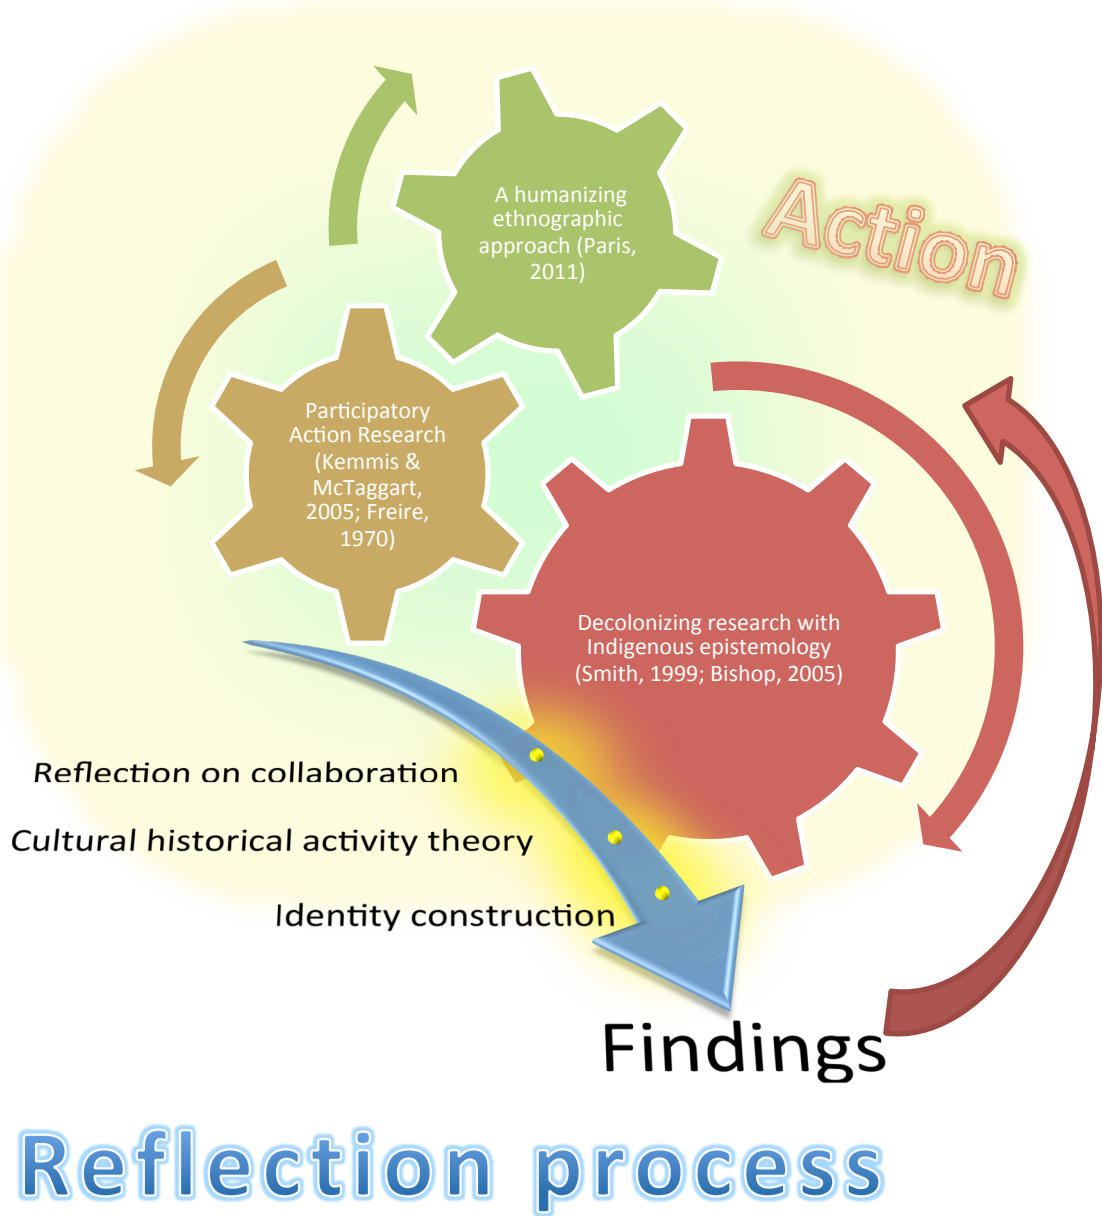 A humanizing
ethnographic
approach (Paris,
2011)
Action
Participatory
Action Research
(Kemmis &
McTaggart,
2005; Freire,
1970)
Decolonizing research with
Indigenous epistemology
(Smith, 1999; Bishop, 2005)
Reflection on collaboration
Cultural historical activity theory
Identity construction
Findings
Reflection process